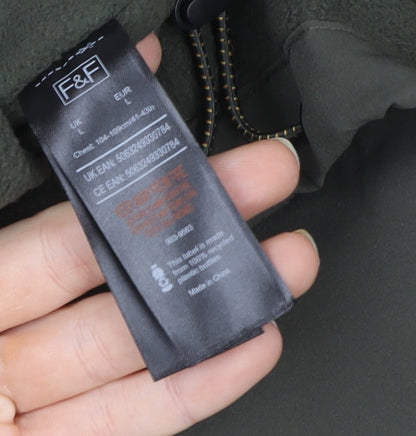 F&F
UK EUR
L L
Chest: 104-109cm/41-43in
UK EAN: 5063249330784
CE EAN: 5063249330784
This label is made
from 100% recycled
plastic bottles.
Made in China